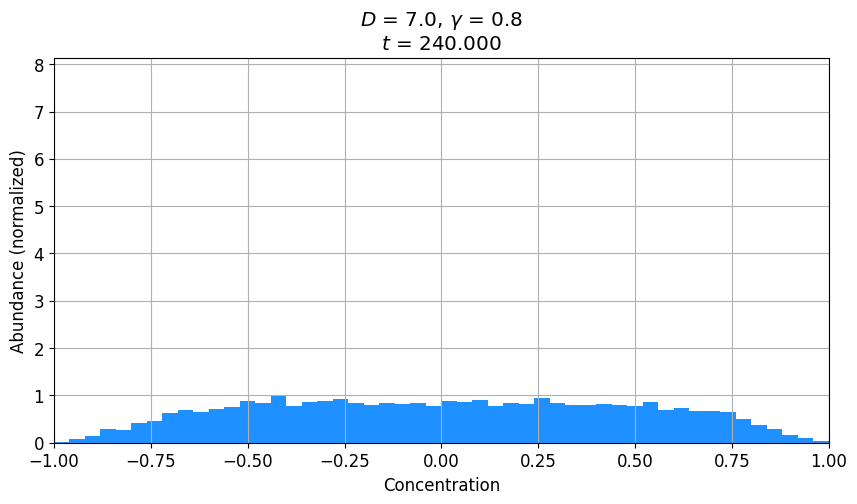 D = 7.0, γ = 0.8
t = 240.000
Abundance (normalized)
8
7
6
5
4
3
2
1
0
−1.00 −0.75 −0.50 −0.25 0.00 0.25 0.50 0.75 1.00
Concentration